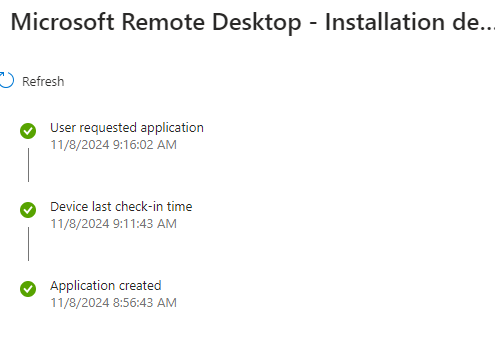 Microsoft Remote Desktop - Installation de...
Refresh
User requested application
11/8/2024 9:16:02 AM
Device last check-in time
11/8/2024 9:11:43 AM
Application created
11/8/2024 8:56:43 AM